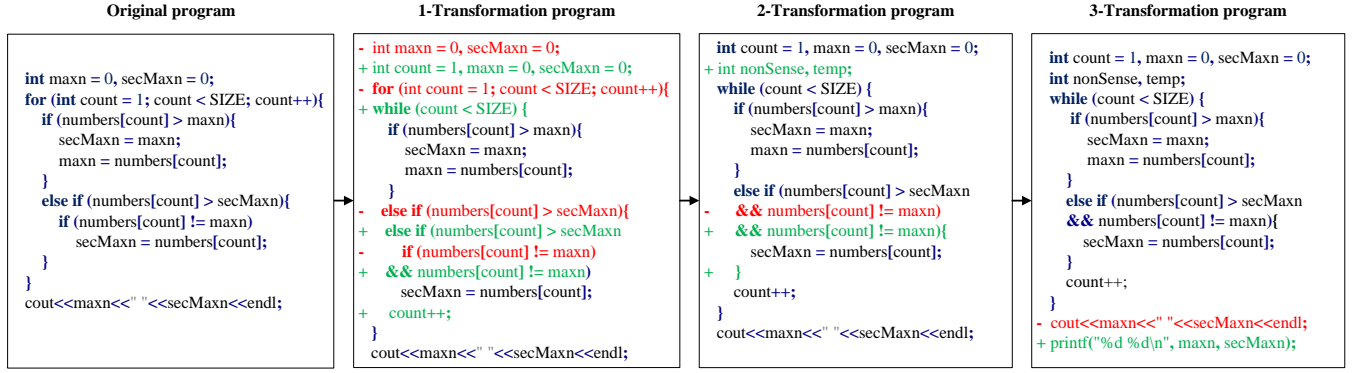 Original program
int maxn = 0, secMaxn = 0;
for (int count = 1; count < SIZE; count++){
if (numbers[count] > maxn){
secMaxn = maxn;
maxn = numbers[count];
}
else if (numbers[count] > secMaxn){
if (numbers[count] != maxn)
secMaxn = numbers[count];
}
}
cout<<maxn<<" "<<secMaxn<<endl;
1-Transformation program
- int maxn = 0, secMaxn = 0;
+ int count = 1, maxn = 0, secMaxn = 0;
- for (int count = 1; count < SIZE; count++){
+ while (count < SIZE) {
if (numbers[count] > maxn){
secMaxn = maxn;
maxn = numbers[count];
}
- else if (numbers[count] > secMaxn){
+ else if (numbers[count] > secMaxn
- if (numbers[count] != maxn)
+ && numbers[count] != maxn)
secMaxn = numbers[count];
+ count++;
}
cout<<maxn<<" "<<secMaxn<<endl;
2-Transformation program
int count = 1, maxn = 0, secMaxn = 0;
+ int nonSense, temp;
while (count < SIZE) {
if (numbers[count] > maxn){
secMaxn = maxn;
maxn = numbers[count];
}
else if (numbers[count] > secMaxn
- && numbers[count] != maxn)
+ && numbers[count] != maxn){
secMaxn = numbers[count];
+ }
count++;
}
cout<<maxn<<" "<<secMaxn<<endl;
3-Transformation program
int count = 1, maxn = 0, secMaxn = 0;
int nonSense, temp;
while (count < SIZE) {
if (numbers[count] > maxn){
secMaxn = maxn;
maxn = numbers[count];
}
else if (numbers[count] > secMaxn
&& numbers[count] != maxn){
secMaxn = numbers[count];
}
count++;
}
- cout<<maxn<<" "<<secMaxn<<endl;
+ printf("%d %d\n", maxn, secMaxn);